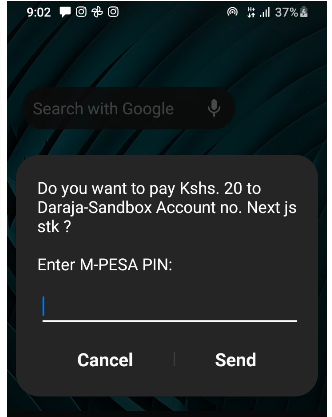 9:02 37%
Search with Google
Do you want to pay Kshs. 20 to
Daraja-Sandbox Account no. Next js
stk ?
Enter M-PESA PIN:
Cancel Send